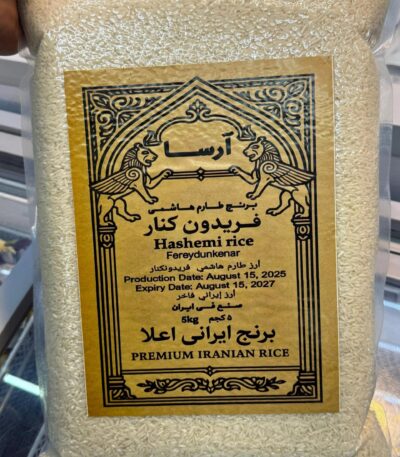 آرسا
برنج طارم هاشمی
فریدون کنار
Hashemi rice
Fereydunkenar
أرز طارم هاشمي فريدونكنار
Production Date: August 15, 2025
Expiry Date: August 15, 2027
أرز إيراني فاخر
صنع في ايران
5kg ۵ کجم
برنج ایرانی اعلا
PREMIUM IRANIAN RICE